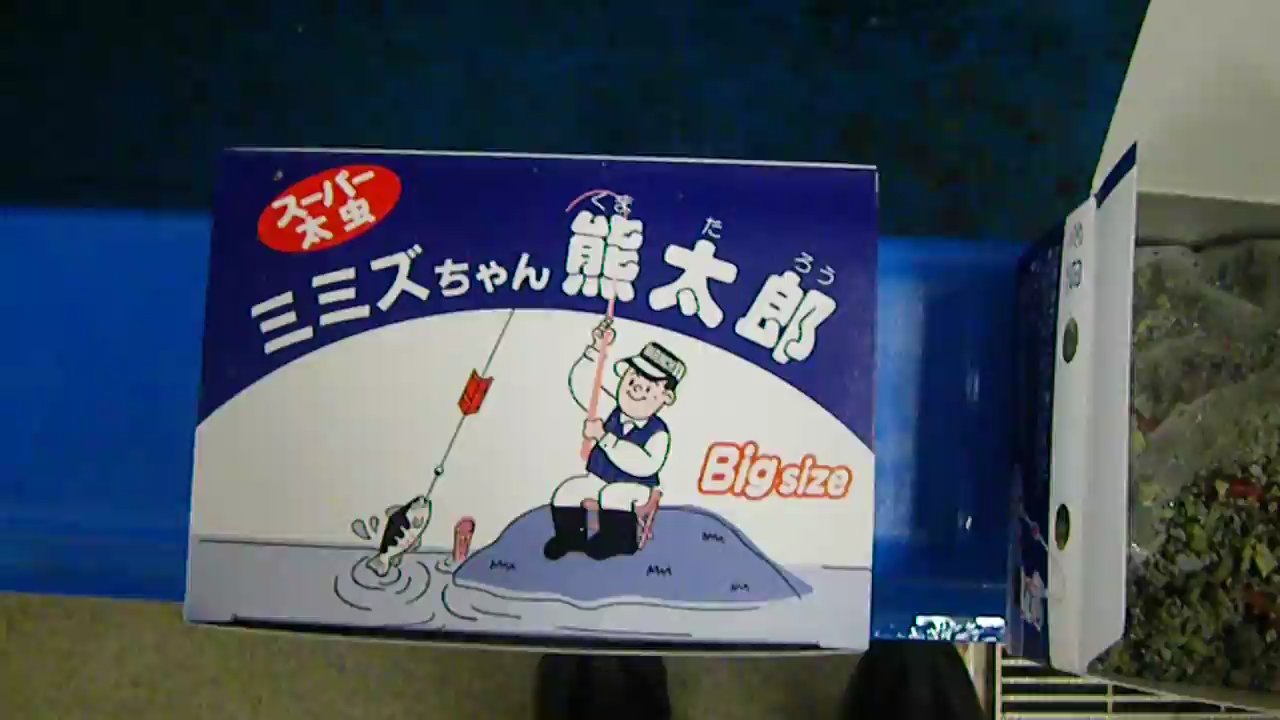 スーパー
太虫
ミミズちゃん熊太郎
くま
た
ろう
Big size